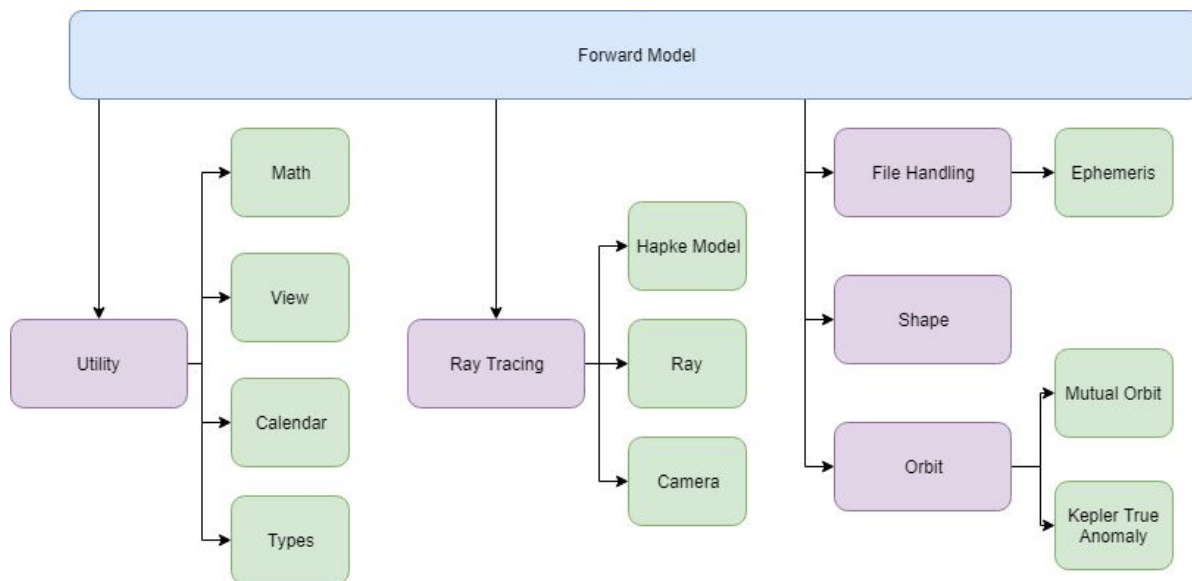 Forward Model
Math
View
Utility
Calendar
Types
Hapke Model
Ray Tracing
Ray
Camera
File Handling
Ephemeris
Shape
Mutual Orbit
Orbit
Kepler True
Anomaly